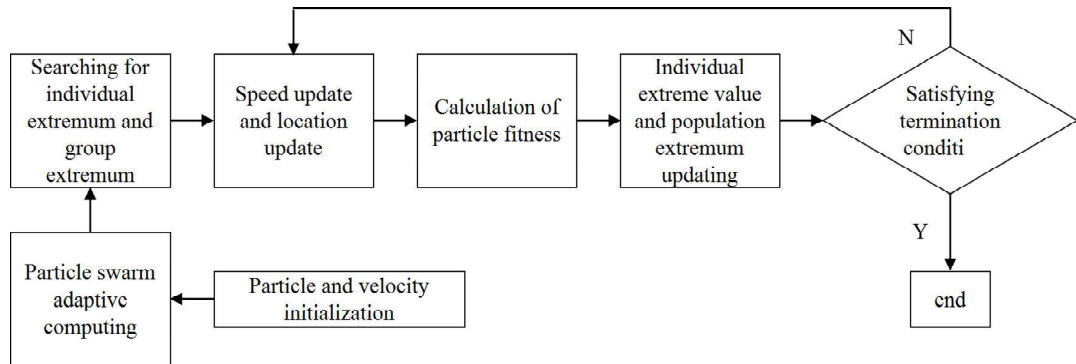 Searching for
individual
extremum and
group
extremum
Speed update
and location
update
Calculation of
particle fitness
Individual
extreme value
and population
extremum
updating
N
Satisfying
termination
conditi
Y
end
Particle swarm
adaptive
computing
Particle and velocity
initialization